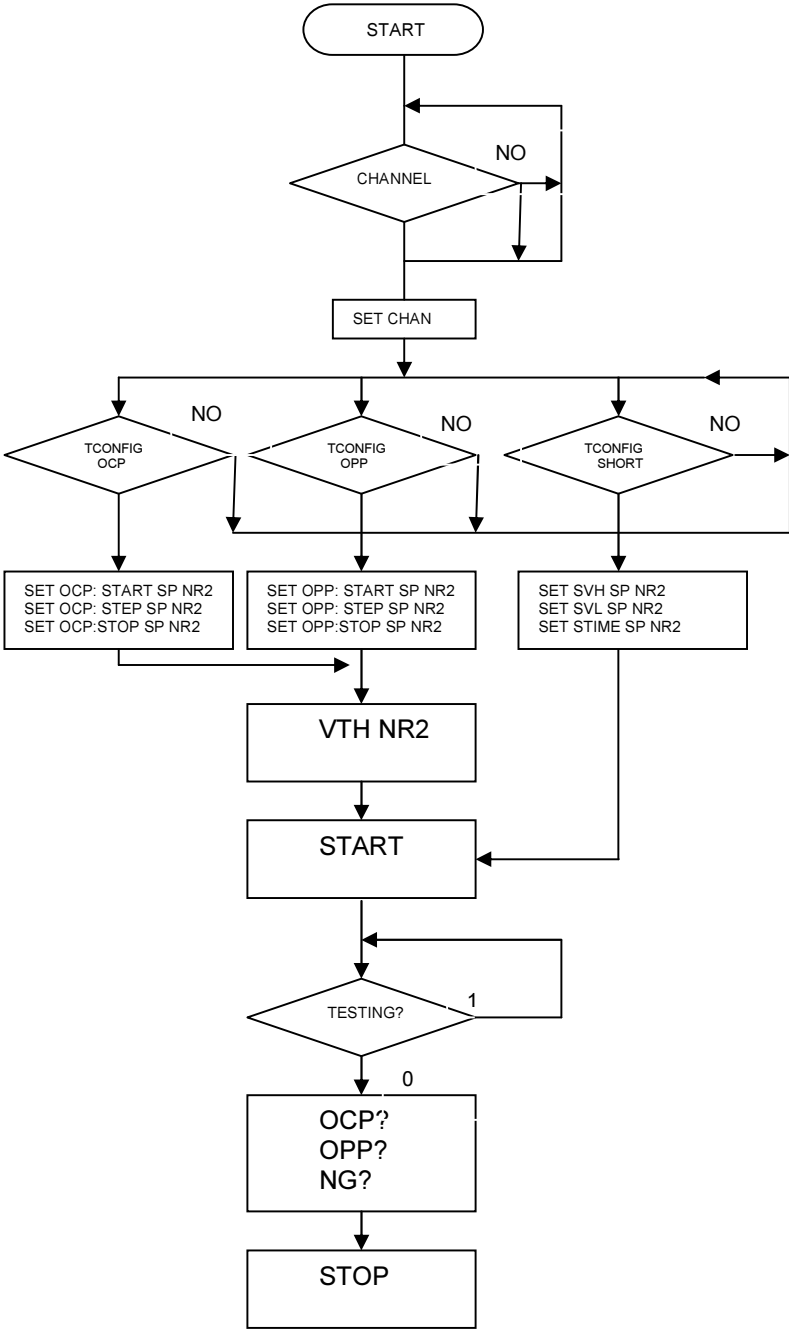 START
NO
CHANNEL
SET CHAN
NO
NO
NO
TCONFIG
OCP
TCONFIG
OPP
TCONFIG
SHORT
SET OCP: START SP NR2
SET OCP: STEP SP NR2
SET OCP:STOP SP NR2
SET OPP: START SP NR2
SET OPP: STEP SP NR2
SET OPP:STOP SP NR2
SET SVH SP NR2
SET SVL SP NR2
SET STIME SP NR2
VTH NR2
START
TESTING?
1
0
OCP?
OPP?
NG?
STOP